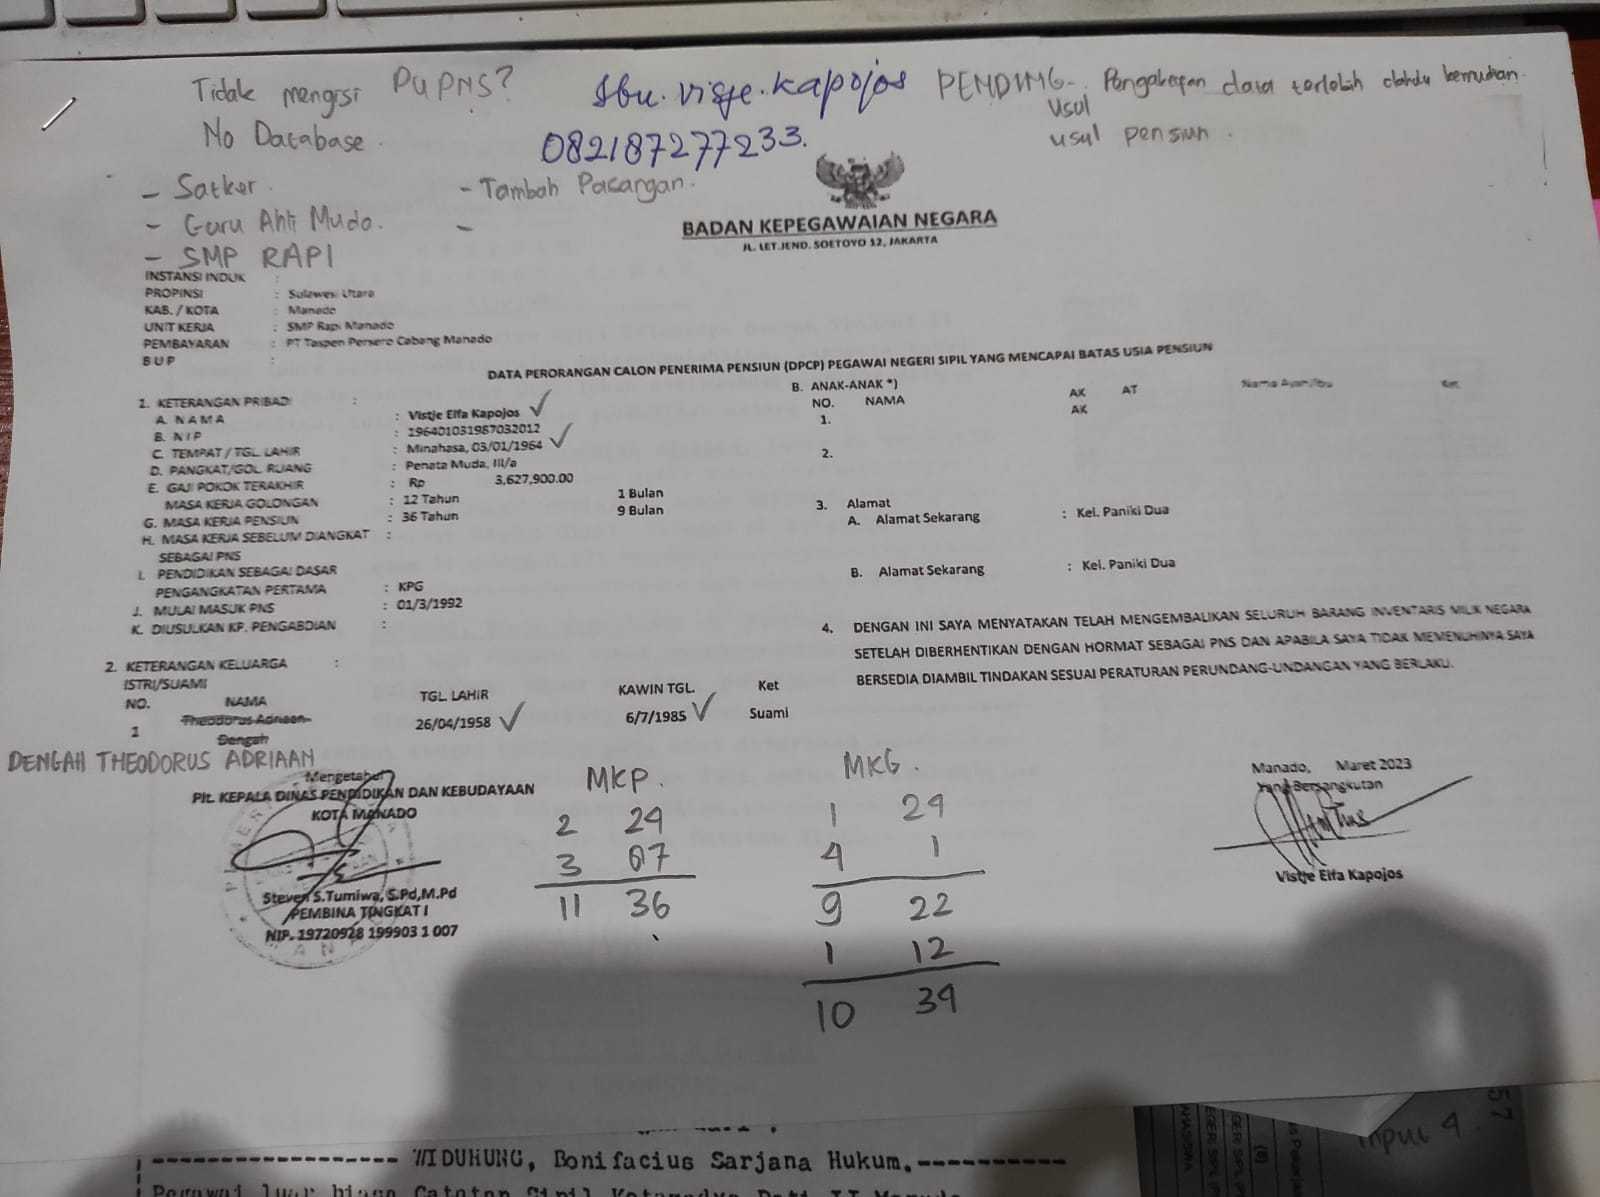 Tidak mengisi PUPNS?
Ibu.Visje.Kapojos
PENDING. Pengakepan data terlebih dahulu kemudian
usul
usul pensiun.
No Database.
082187277233.
- Satker.
- Tambah Pasangan.
- Guru Ahli Muda.
-
- SMP RAPI
BADAN KEPEGAWAIAN NEGARA
JL. LET.JEND. SOETOYO 12, JAKARTA
INSTANSI INDUK :
PROPINSI : Sulawesi Utara
KAB. / KOTA : Manado
UNIT KERJA : SMP Rapi Manado
PEMBAYARAN : PT Taspen Persero Cabang Manado
B U P :
DATA PERORANGAN CALON PENERIMA PENSIUN (DPCP) PEGAWAI NEGERI SIPIL YANG MENCAPAI BATAS USIA PENSIUN
1. KETERANGAN PRIBADI :
A. N A M A : Vistje Elfa Kapojos ✓
B. N I P : 196401031987032012
C. TEMPAT / TGL. LAHIR : Minahasa, 03/01/1964 ✓
D. PANGKAT/GOL. RUANG : Penata Muda, III/a
E. GAJI POKOK TERAKHIR : Rp 3,627,900.00
MASA KERJA GOLONGAN : 12 Tahun 1 Bulan
G. MASA KERJA PENSIUN : 36 Tahun 9 Bulan
H. MASA KERJA SEBELUM DIANGKAT :
SEBAGAI PNS
I. PENDIDIKAN SEBAGAI DASAR
PENGANGKATAN PERTAMA : KPG
J. MULAI MASUK PNS : 01/3/1992
K. DIUSULKAN KP. PENGABDIAN :
2. KETERANGAN KELUARGA :
ISTRI/SUAMI
NO. NAMA TGL. LAHIR KAWIN TGL. Ket
1 Theodorus Adriaan Dengah 26/04/1958 ✓ 6/7/1985 ✓ Suami
DENGAH THEODORUS ADRIAAN
B. ANAK-ANAK *)
NO. NAMA AK AT Nama Ayah/Ibu Ket
AK
1.
2.
3. Alamat
A. Alamat Sekarang : Kel. Paniki Dua
B. Alamat Sekarang : Kel. Paniki Dua
4. DENGAN INI SAYA MENYATAKAN TELAH MENGEMBALIKAN SELURUH BARANG INVENTARIS MILIK NEGARA
SETELAH DIBERHENTIKAN DENGAN HORMAT SEBAGAI PNS DAN APABILA SAYA TIDAK MEMENUHINYA SAYA
BERSEDIA DIAMBIL TINDAKAN SESUAI PERATURAN PERUNDANG-UNDANGAN YANG BERLAKU.
Mengetahui
Plt. KEPALA DINAS PENDIDIKAN DAN KEBUDAYAAN
KOTA MANADO
Steven S.Tumiwa, S.Pd,M.Pd
PEMBINA TINGKAT I
NIP. 19720928 199903 1 007
MKP.
2 29
3 07
11 36
MKG.
1 29
4 1
9 22
1 12
10 34
Manado, Maret 2023
Yang Bersangkutan
Vistje Elfa Kapojos
57
input 4
WIDUHUNG, Bonifacius Sarjana Hukum.